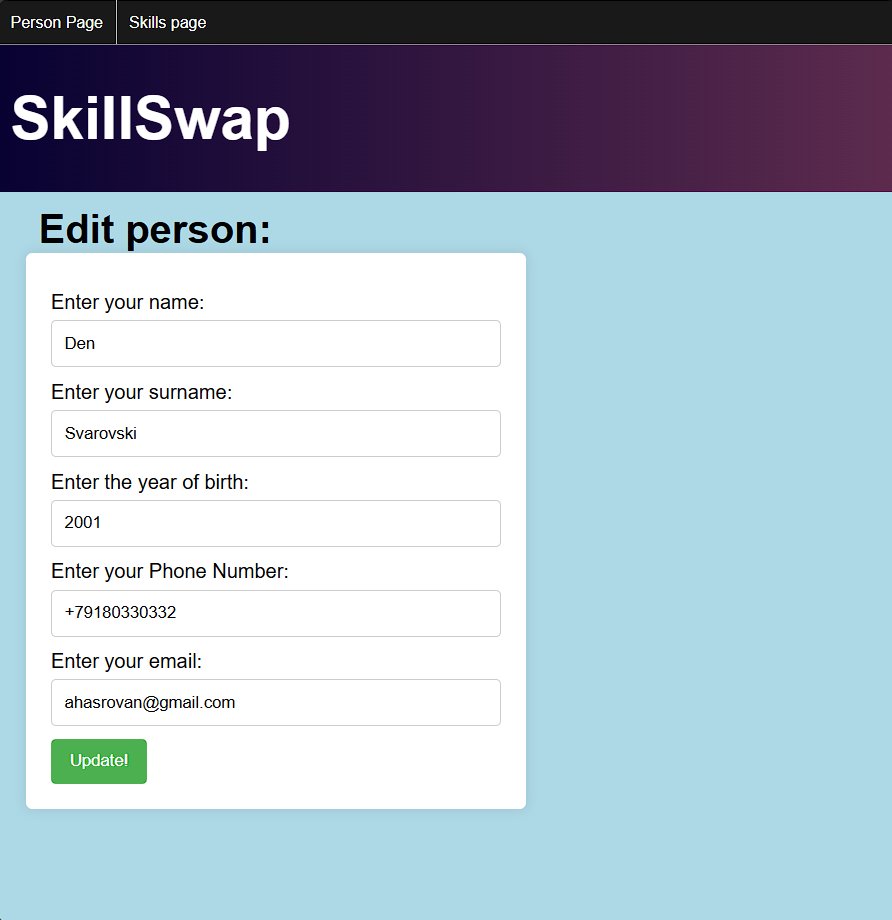 Person Page
Skills page
SkillSwap
Edit person:
Enter your name:
Den
Enter your surname:
Svarovski
Enter the year of birth:
2001
Enter your Phone Number:
+79180330332
Enter your email:
ahasrovan@gmail.com
Update!